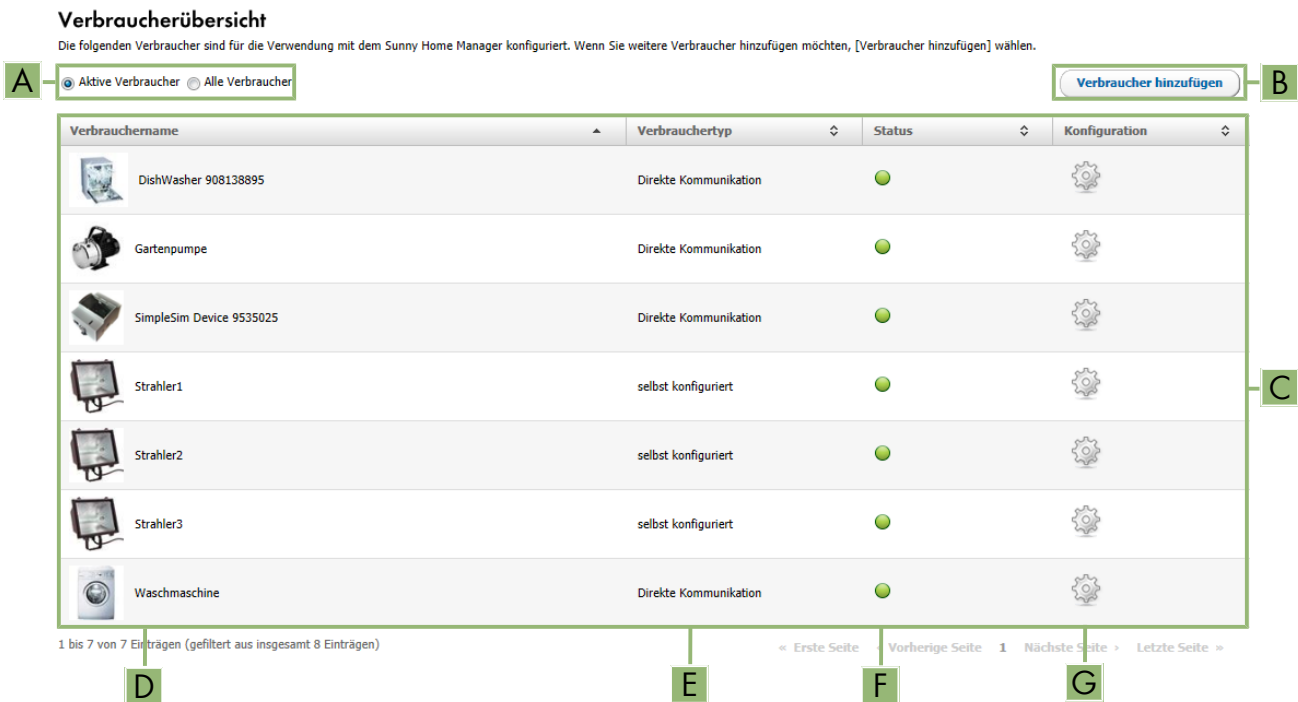 Verbraucherübersicht
Die folgenden Verbraucher sind für die Verwendung mit dem Sunny Home Manager konfiguriert. Wenn Sie weitere Verbraucher hinzufügen möchten, [Verbraucher hinzufügen] wählen.
A Aktive Verbraucher Alle Verbraucher Verbraucher hinzufügen B
Verbrauchername Verbrauchertyp Status Konfiguration
DishWasher 908138895 Direkte Kommunikation
Gartenpumpe Direkte Kommunikation
SimpleSim Device 9535025 Direkte Kommunikation
Strahler1 selbst konfiguriert
C
Strahler2 selbst konfiguriert
Strahler3 selbst konfiguriert
Waschmaschine Direkte Kommunikation
1 bis 7 von 7 Einträgen (gefiltert aus insgesamt 8 Einträgen) « Erste Seite ‹ Vorherige Seite 1 Nächste Seite › Letzte Seite »
D E F G